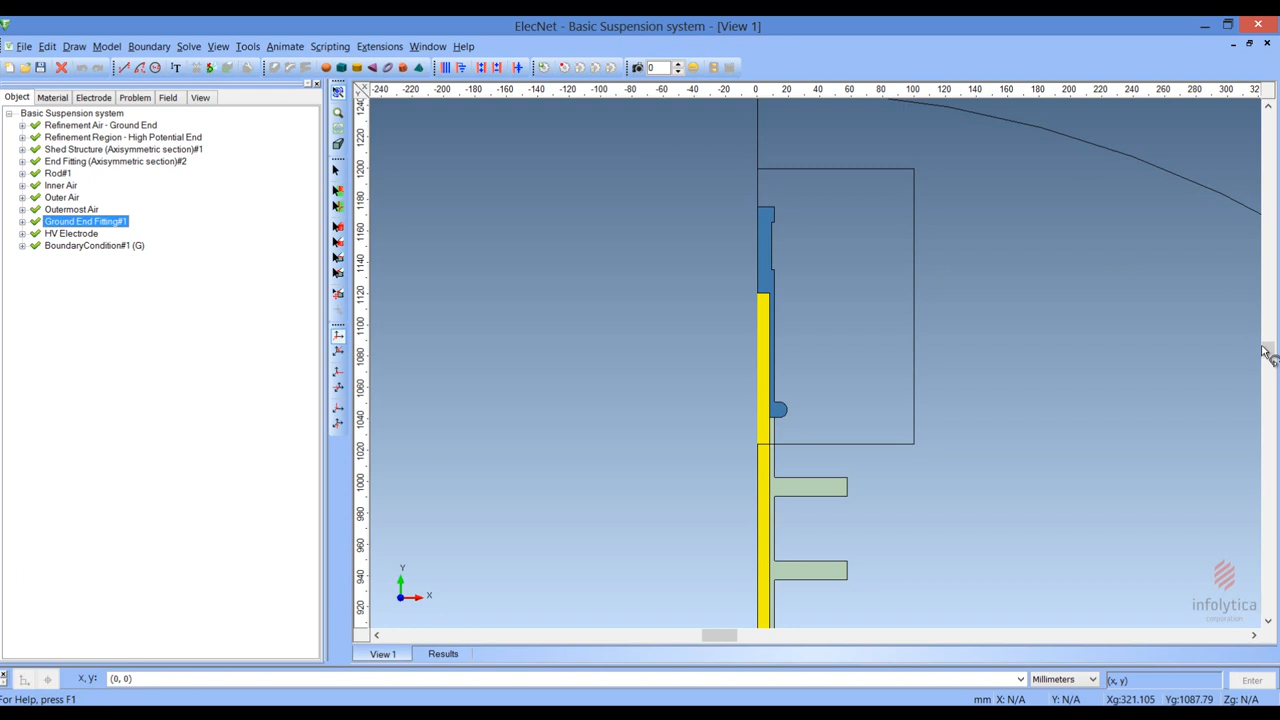 ElecNet - Basic Suspension system - [View 1]
File Edit Draw Model Boundary Solve View Tools Animate Scripting Extensions Window Help
T 0
Object Material Electrode Problem Field View
-240 -220 -200 -180 -160 -140 -120 -100 -80 -60 -40 -20 0 20 40 60 80 100 120 140 160 180 200 220 240 260 280 300 32
Basic Suspension system
Refinement Air - Ground End
Refinement Region - High Potential End
Shed Structure (Axisymmetric section)#1
End Fitting (Axisymmetric section)#2
Rod#1
Inner Air
Outer Air
Outermost Air
Ground End Fitting#1
HV Electrode
BoundaryCondition#1 (G)
1240
1220
1200
1180
1160
1140
1120
1100
1080
1060
1040
1020
1000
980
960
940
920
Y
X
infolytica
corporation
View 1 Results
x, y: (0, 0) Millimeters (x, y) Enter
For Help, press F1 mm X: N/A Y: N/A Xg:321.105 Yg:1087.79 Zg: N/A